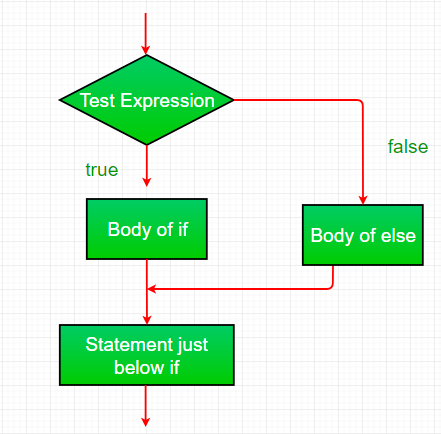 Test Expression
true
false
Body of if
Body of else
Statement just
below if